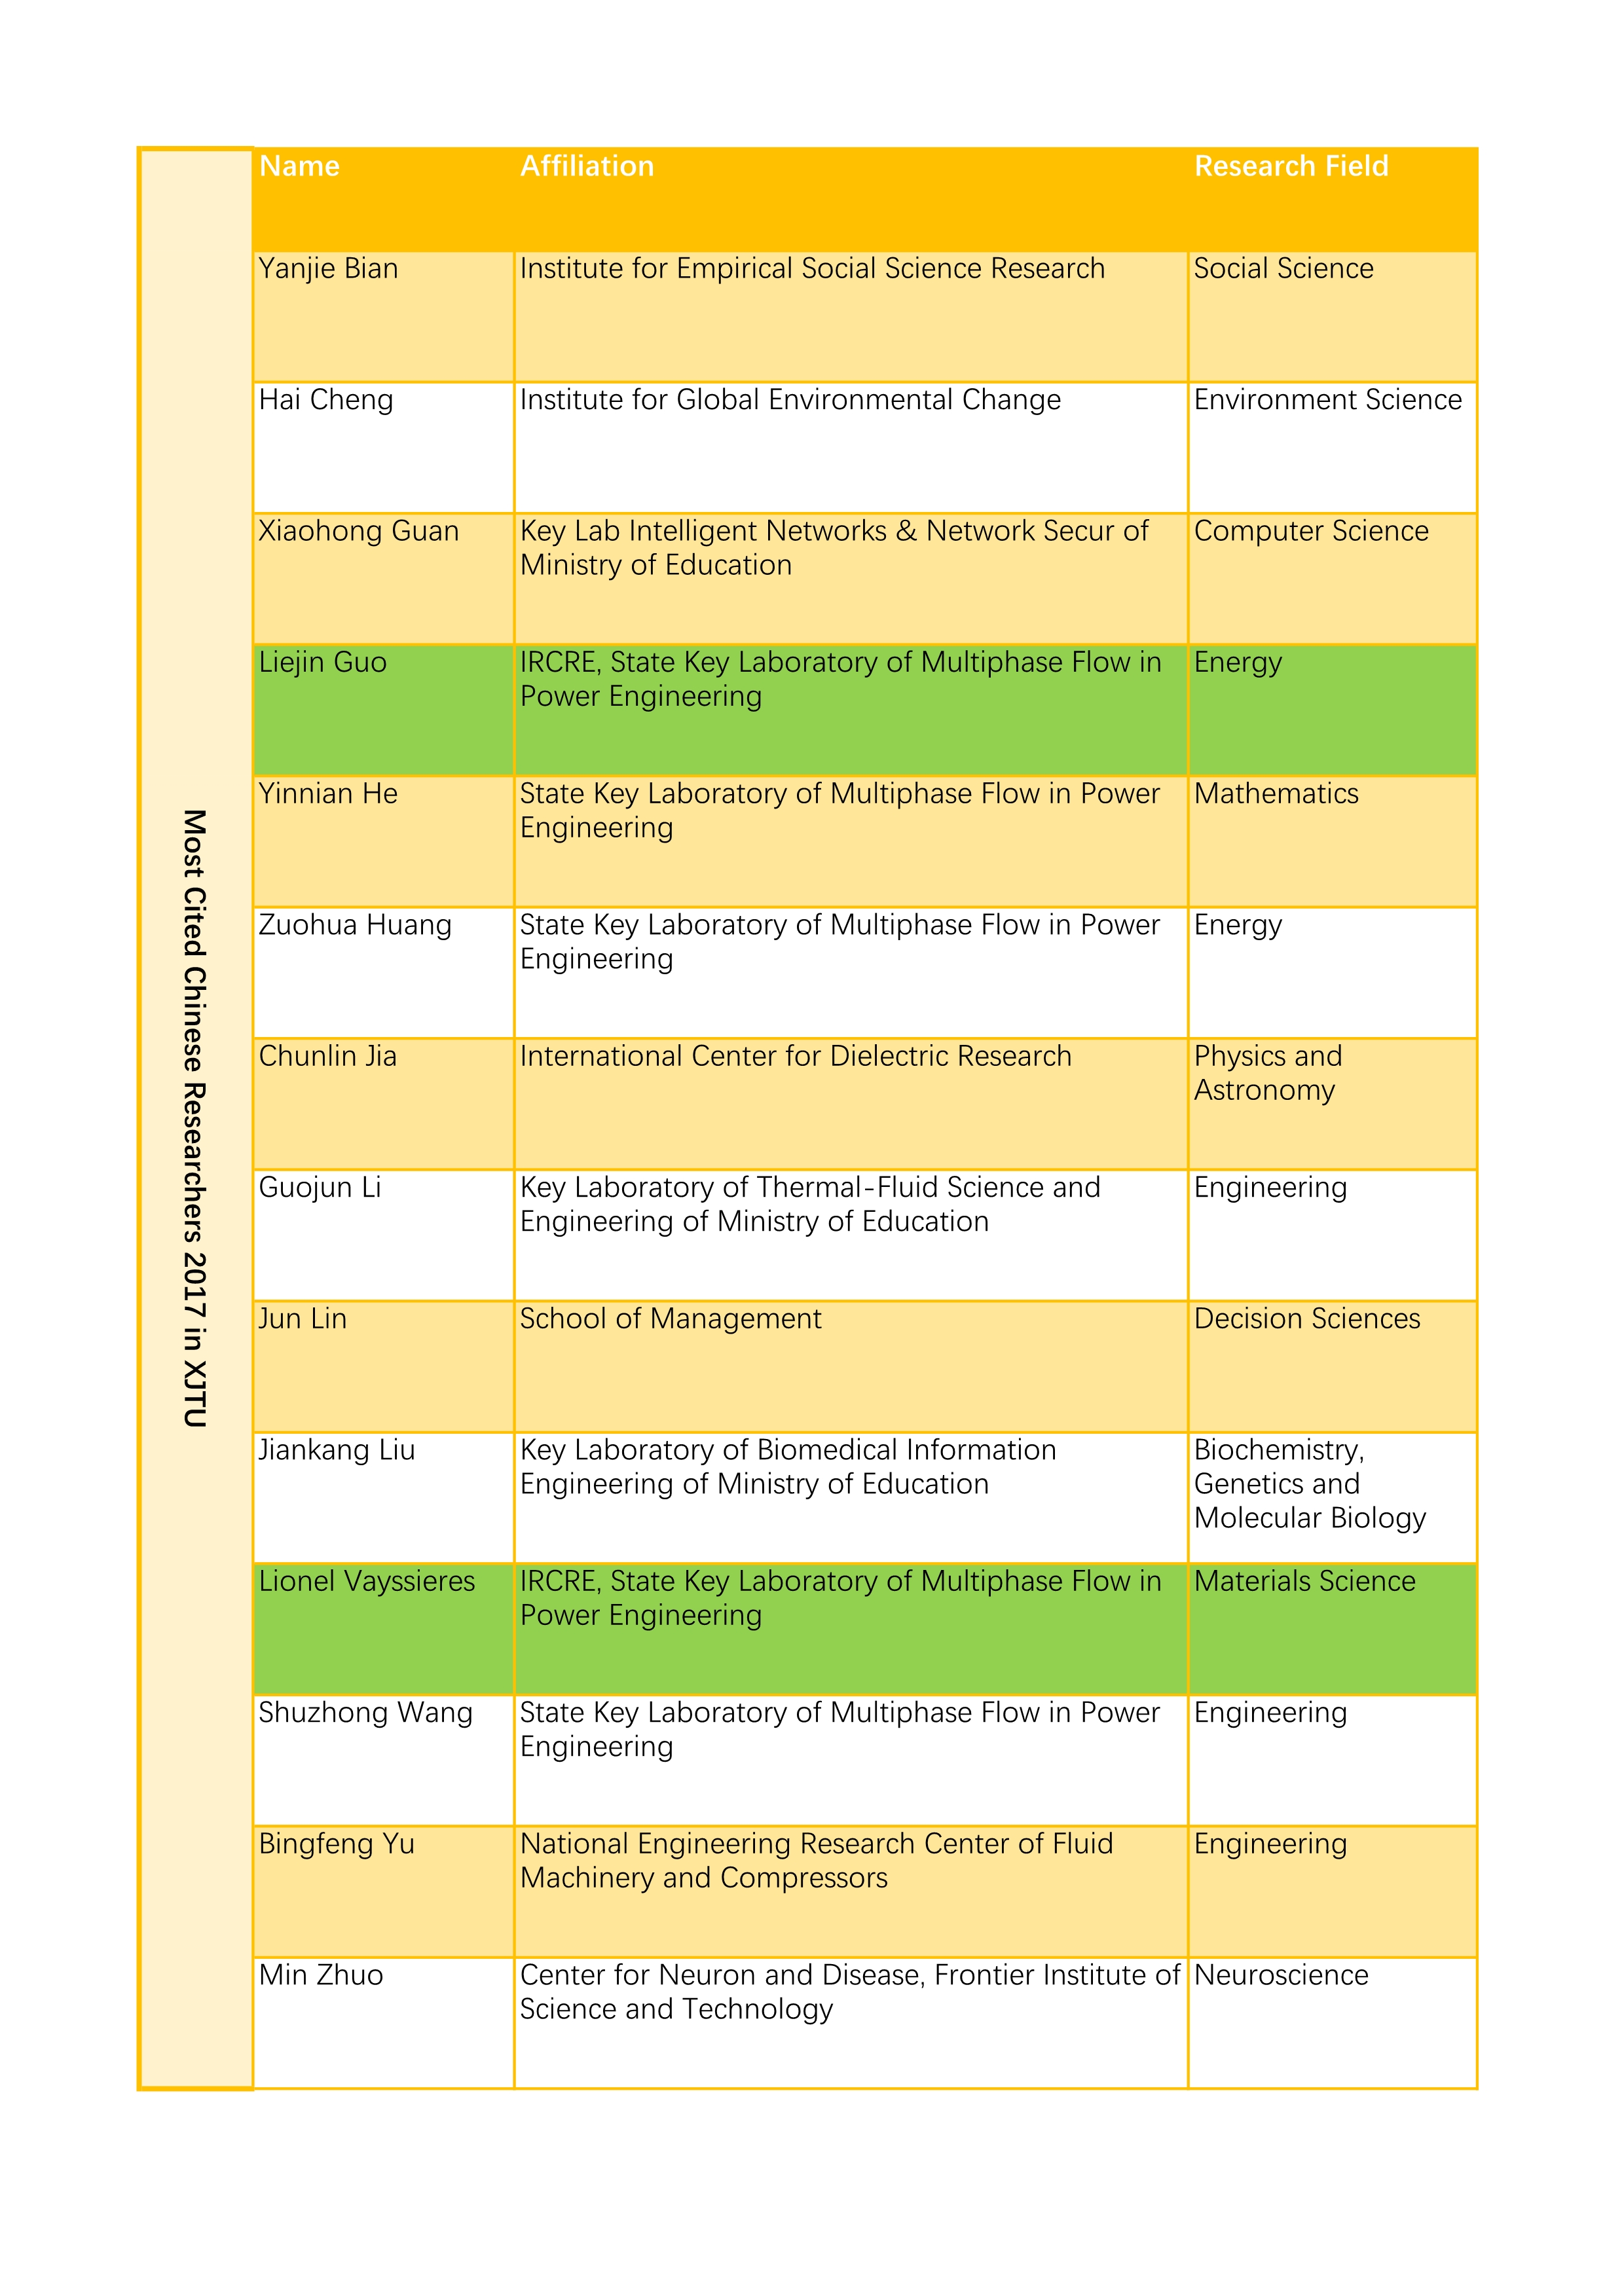 Most Cited Chinese Researchers 2017 in XJTU
Name Affiliation Research Field
Yanjie Bian Institute for Empirical Social Science Research Social Science
Hai Cheng Institute for Global Environmental Change Environment Science
Xiaohong Guan Key Lab Intelligent Networks & Network Secur of Computer Science
Ministry of Education
Liejin Guo IRCRE, State Key Laboratory of Multiphase Flow in Energy
Power Engineering
Yinnian He State Key Laboratory of Multiphase Flow in Power Mathematics
Engineering
Zuohua Huang State Key Laboratory of Multiphase Flow in Power Energy
Engineering
Chunlin Jia International Center for Dielectric Research Physics and
Astronomy
Guojun Li Key Laboratory of Thermal-Fluid Science and Engineering
Engineering of Ministry of Education
Jun Lin School of Management Decision Sciences
Jiankang Liu Key Laboratory of Biomedical Information Biochemistry,
Engineering of Ministry of Education Genetics and
Molecular Biology
Lionel Vayssieres IRCRE, State Key Laboratory of Multiphase Flow in Materials Science
Power Engineering
Shuzhong Wang State Key Laboratory of Multiphase Flow in Power Engineering
Engineering
Bingfeng Yu National Engineering Research Center of Fluid Engineering
Machinery and Compressors
Min Zhuo Center for Neuron and Disease, Frontier Institute of Neuroscience
Science and Technology